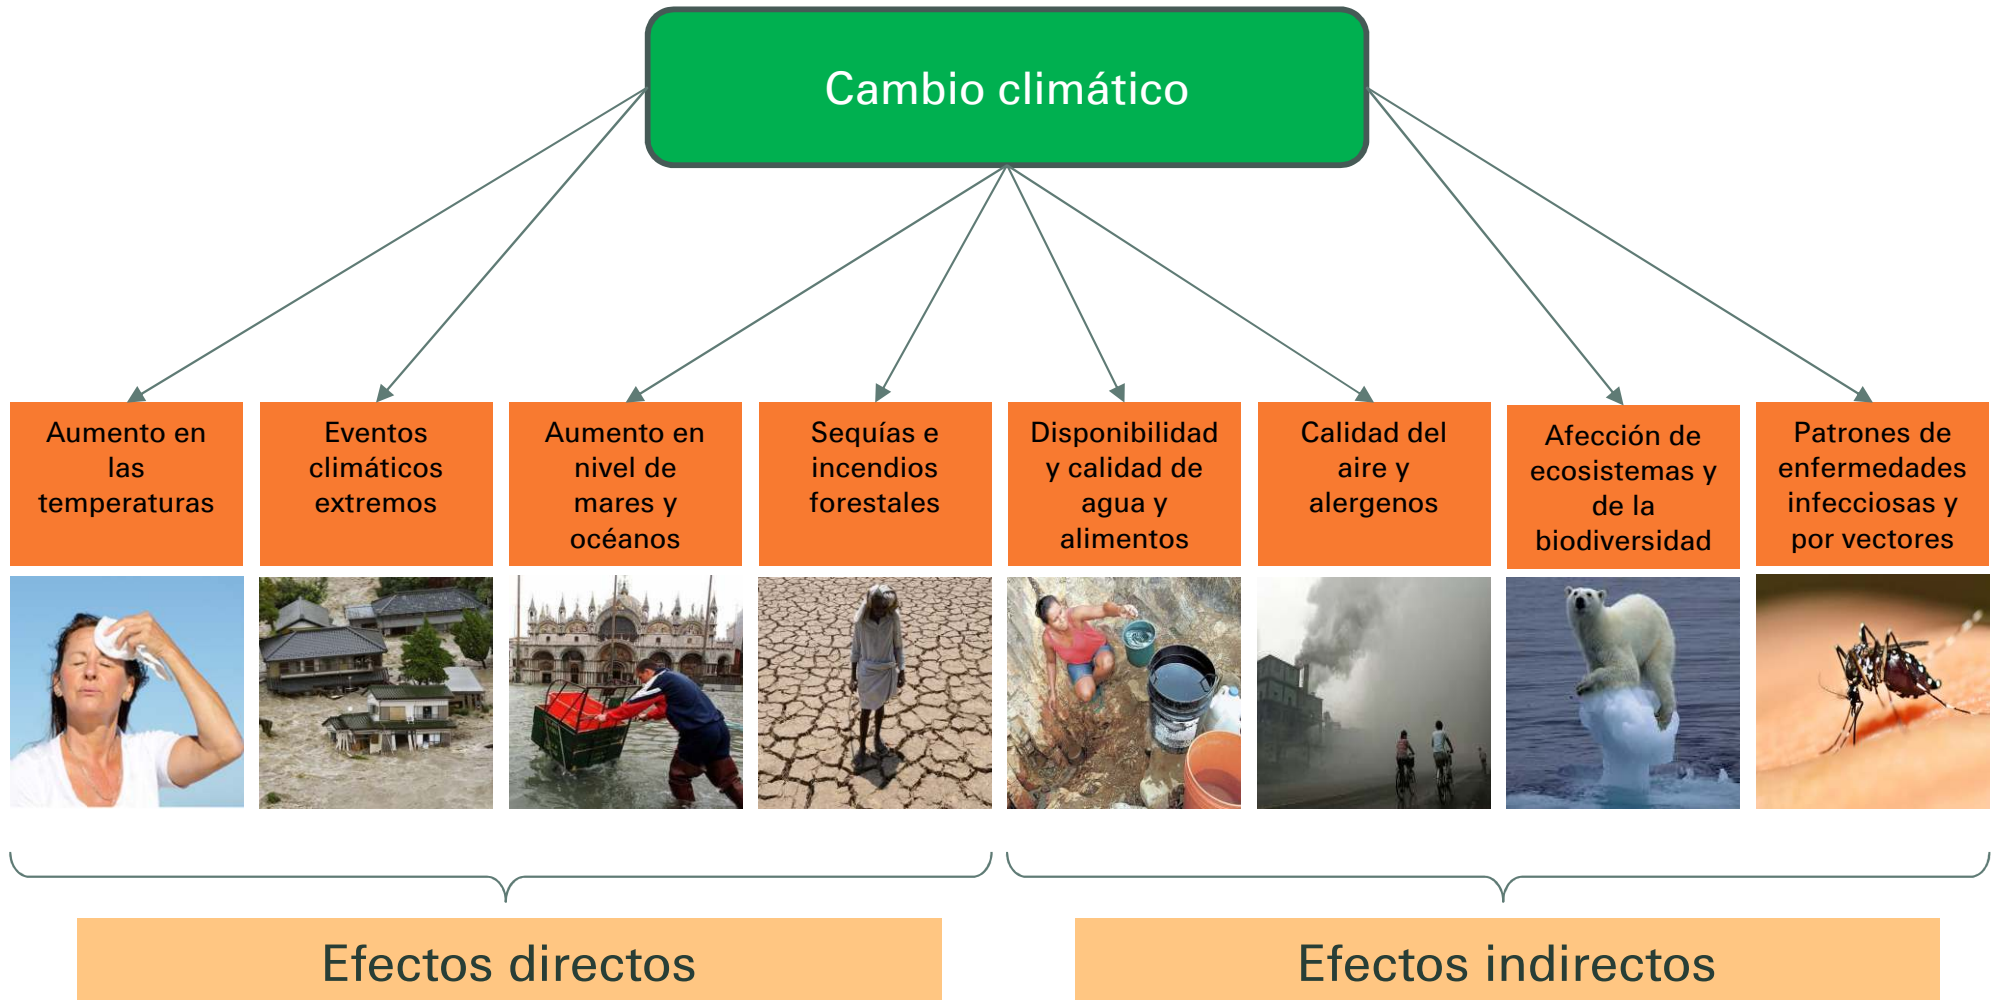 Cambio climático
Aumento en
las
temperaturas
Eventos
climáticos
extremos
Aumento en
nivel de
mares y
océanos
Sequías e
incendios
forestales
Disponibilidad
y calidad de
agua y
alimentos
Calidad del
aire y
alergenos
Afección de
ecosistemas y
de la
biodiversidad
Patrones de
enfermedades
infecciosas y
por vectores
Efectos directos
Efectos indirectos